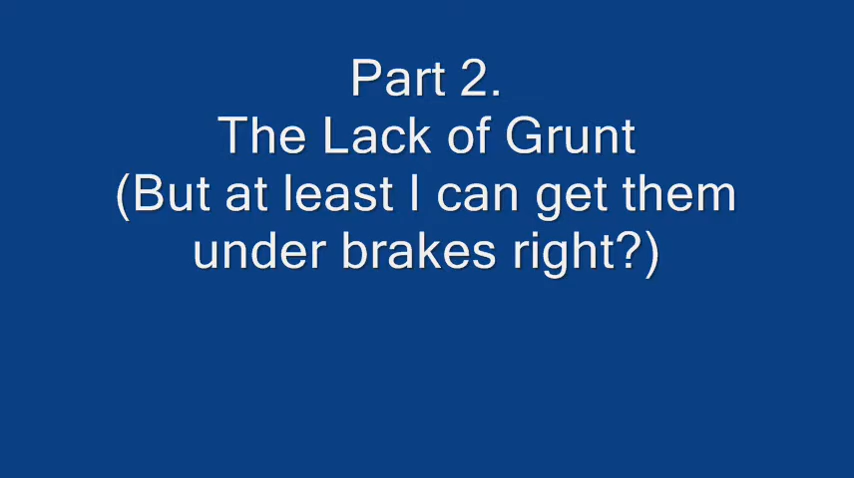 Part 2.
The Lack of Grunt
(But at least I can get them
under brakes right?)